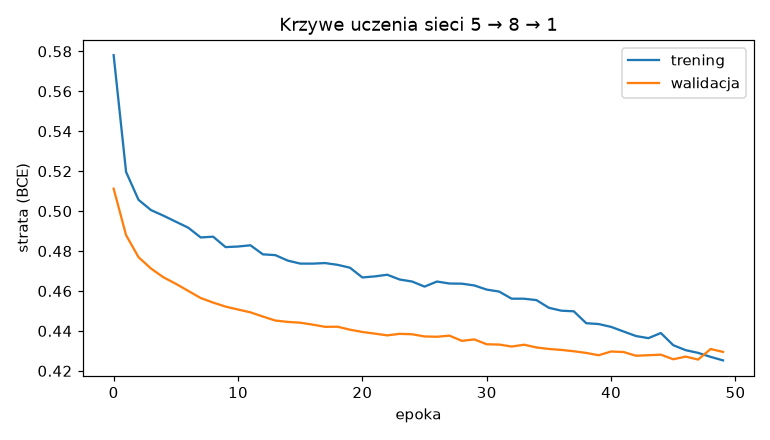 Krzywe uczenia sieci 5 → 8 → 1
trening
walidacja
strata (BCE)
0.58
0.56
0.54
0.52
0.50
0.48
0.46
0.44
0.42
0 10 20 30 40 50
epoka